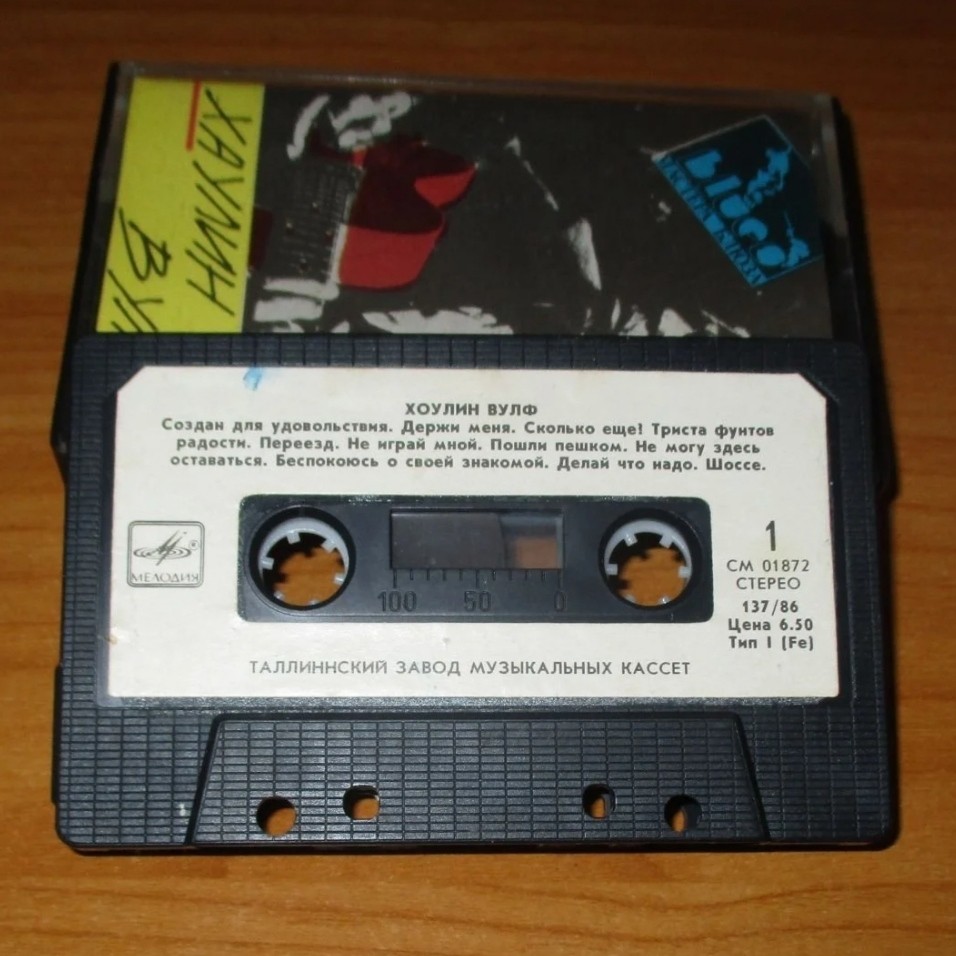 ХАУЛИН
ВУ
blues
ХОУЛИН ВУЛФ
Создан для удовольствия. Держи меня. Сколько еще! Триста фунтов
радости. Переезд. Не играй мной. Пошли пешком. Не могу здесь
оставаться. Беспокоюсь о своей знакомой. Делай что надо. Шоссе.
МЕЛОДИЯ
1
СМ 01872
СТЕРЕО
137/86
Цена 6.50
Тип I (Fe)
100 50 0
ТАЛЛИННСКИЙ ЗАВОД МУЗЫКАЛЬНЫХ КАССЕТ